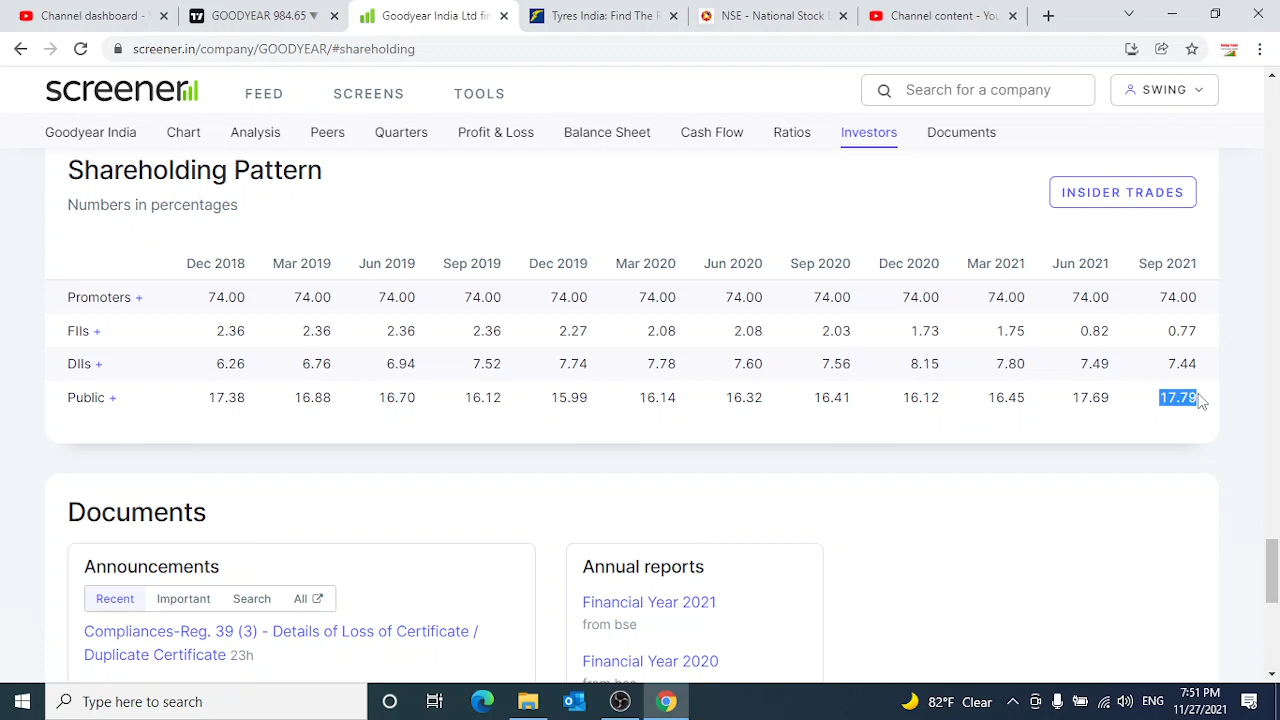 Channel dashboard - Y
GOODYEAR 984.65 ▼
Goodyear India Ltd fin
Tyres India: Find The R
NSE - National Stock E
Channel content - You
screener.in/company/GOODYEAR/#shareholding
screener
FEED
SCREENS
TOOLS
Search for a company
SWING
Goodyear India
Chart
Analysis
Peers
Quarters
Profit & Loss
Balance Sheet
Cash Flow
Ratios
Investors
Documents
Shareholding Pattern
INSIDER TRADES
Numbers in percentages
Dec 2018 Mar 2019 Jun 2019 Sep 2019 Dec 2019 Mar 2020 Jun 2020 Sep 2020 Dec 2020 Mar 2021 Jun 2021 Sep 2021
Promoters + 74.00 74.00 74.00 74.00 74.00 74.00 74.00 74.00 74.00 74.00 74.00 74.00
FIIs + 2.36 2.36 2.36 2.36 2.27 2.08 2.08 2.03 1.73 1.75 0.82 0.77
DIIs + 6.26 6.76 6.94 7.52 7.74 7.78 7.60 7.56 8.15 7.80 7.49 7.44
Public + 17.38 16.88 16.70 16.12 15.99 16.14 16.32 16.41 16.12 16.45 17.69 17.79
Documents
Announcements
Recent Important Search All
Compliances-Reg. 39 (3) - Details of Loss of Certificate /
Duplicate Certificate 23h
Annual reports
Financial Year 2021
from bse
Financial Year 2020
from bse
Type here to search
82°F Clear
ENG
7:51 PM
11/27/2021